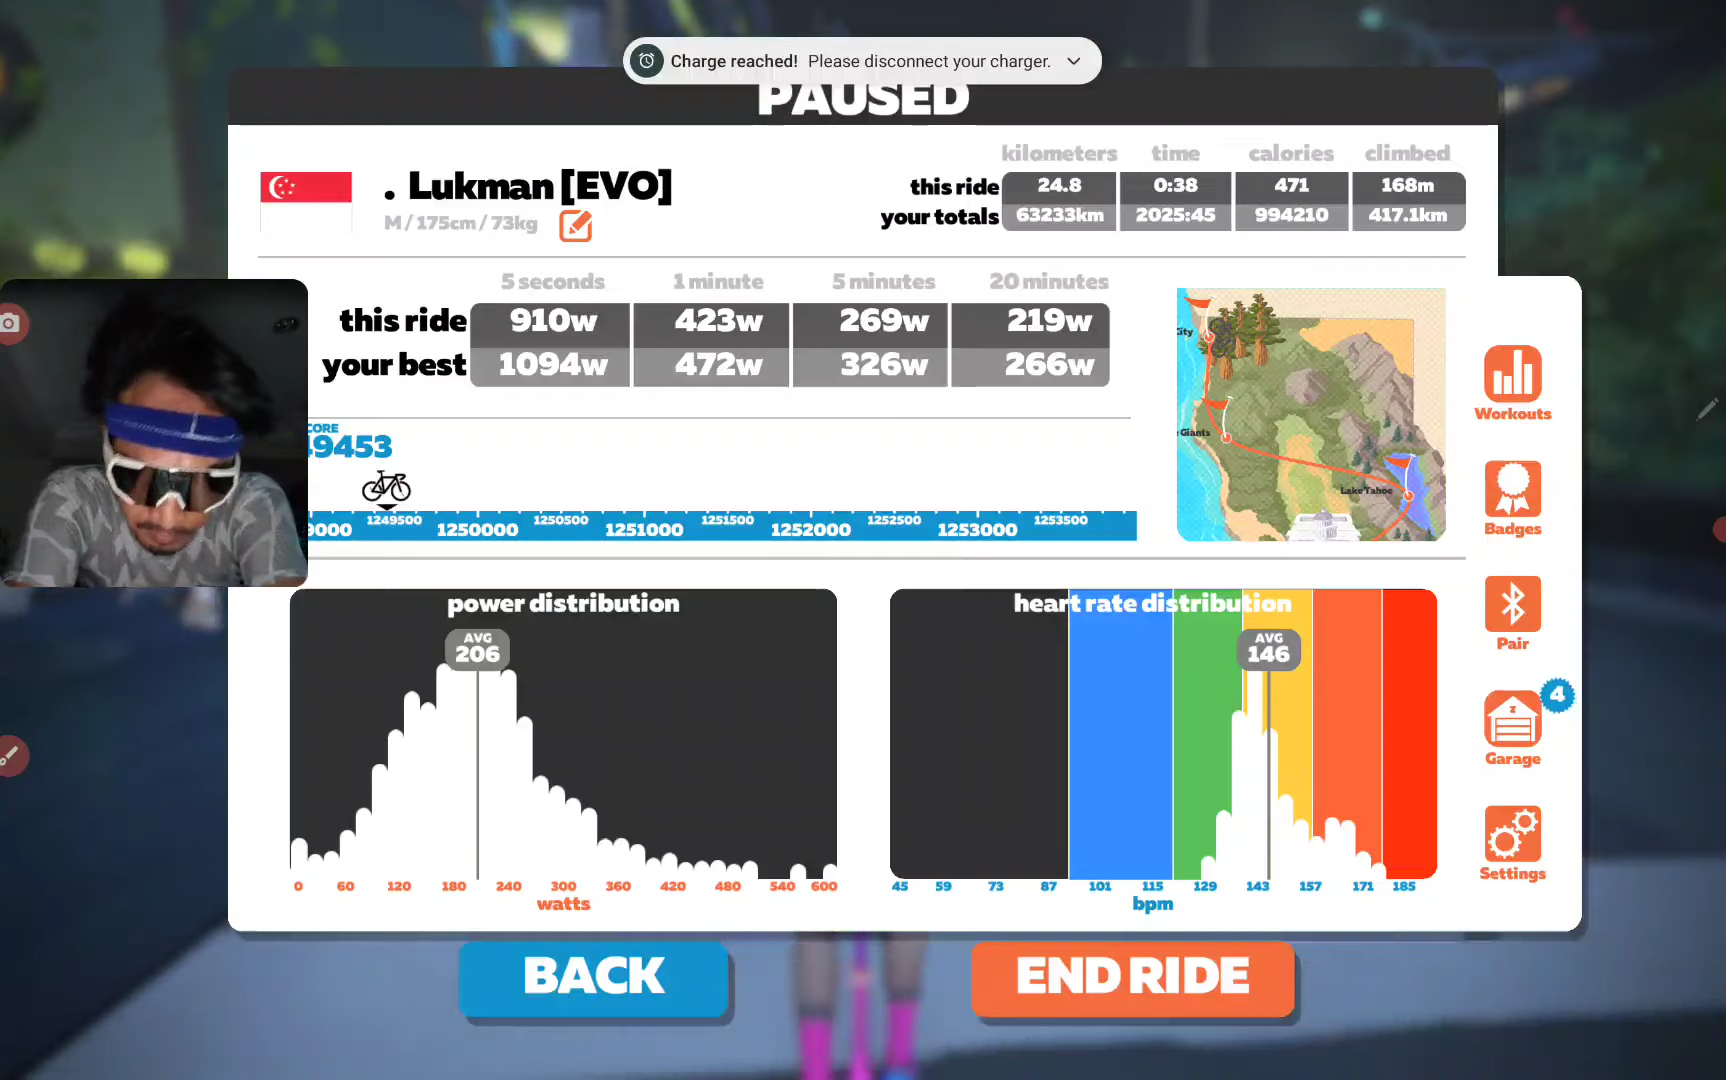 Charge reached! Please disconnect your charger.
PAUSED
. Lukman [EVO]
M / 175cm / 73kg
kilometers time calories climbed
this ride 24.8 0:38 471 168m
your totals 63233km 2025:45 994210 417.1km
5 seconds 1 minute 5 minutes 20 minutes
this ride 910w 423w 269w 219w
your best 1094w 472w 326w 266w
CORE
9453
9000 1249500 1250000 1250500 1251000 1251500 1252000 1252500 1253000 1253500
City
Giants
Lake Tahoe
Workouts
Badges
Pair
4
Garage
Settings
power distribution
AVG
206
0 60 120 180 240 300 360 420 480 540 600
watts
heart rate distribution
AVG
146
45 59 73 87 101 115 129 143 157 171 185
bpm
BACK
END RIDE